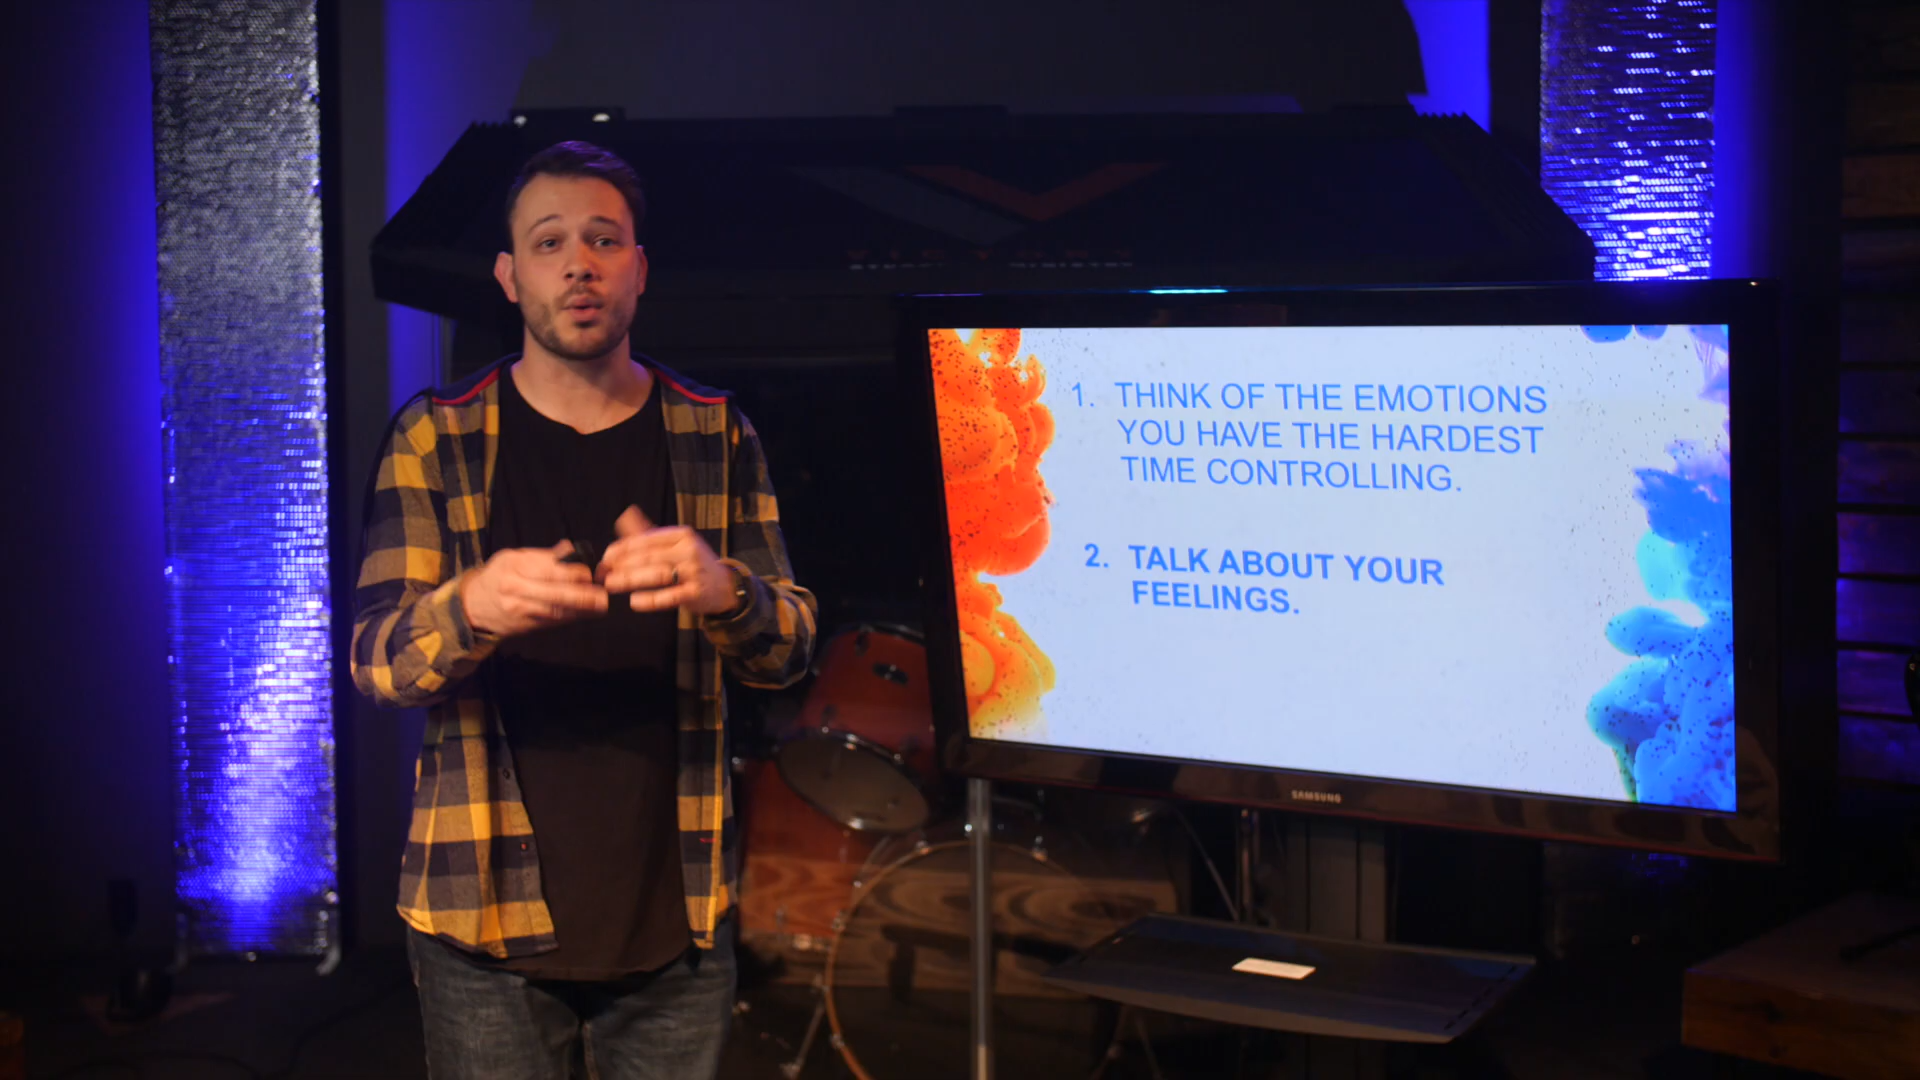 1. THINK OF THE EMOTIONS
YOU HAVE THE HARDEST
TIME CONTROLLING.
2. TALK ABOUT YOUR
FEELINGS.
SAMSUNG